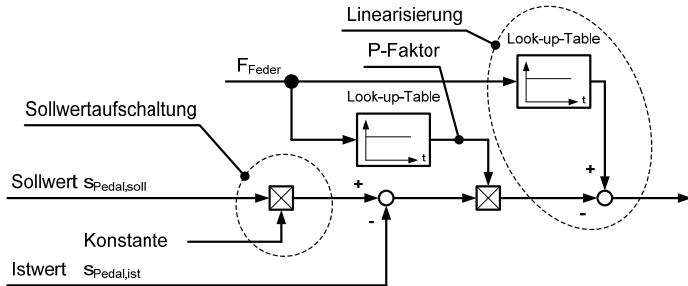 Linearisierung
P-Faktor
Look-up-Table
F_Feder
Look-up-Table
Sollwertaufschaltung
t
t
Sollwert s_Pedal,soll
+
-
+
-
Konstante
Istwert s_Pedal,ist